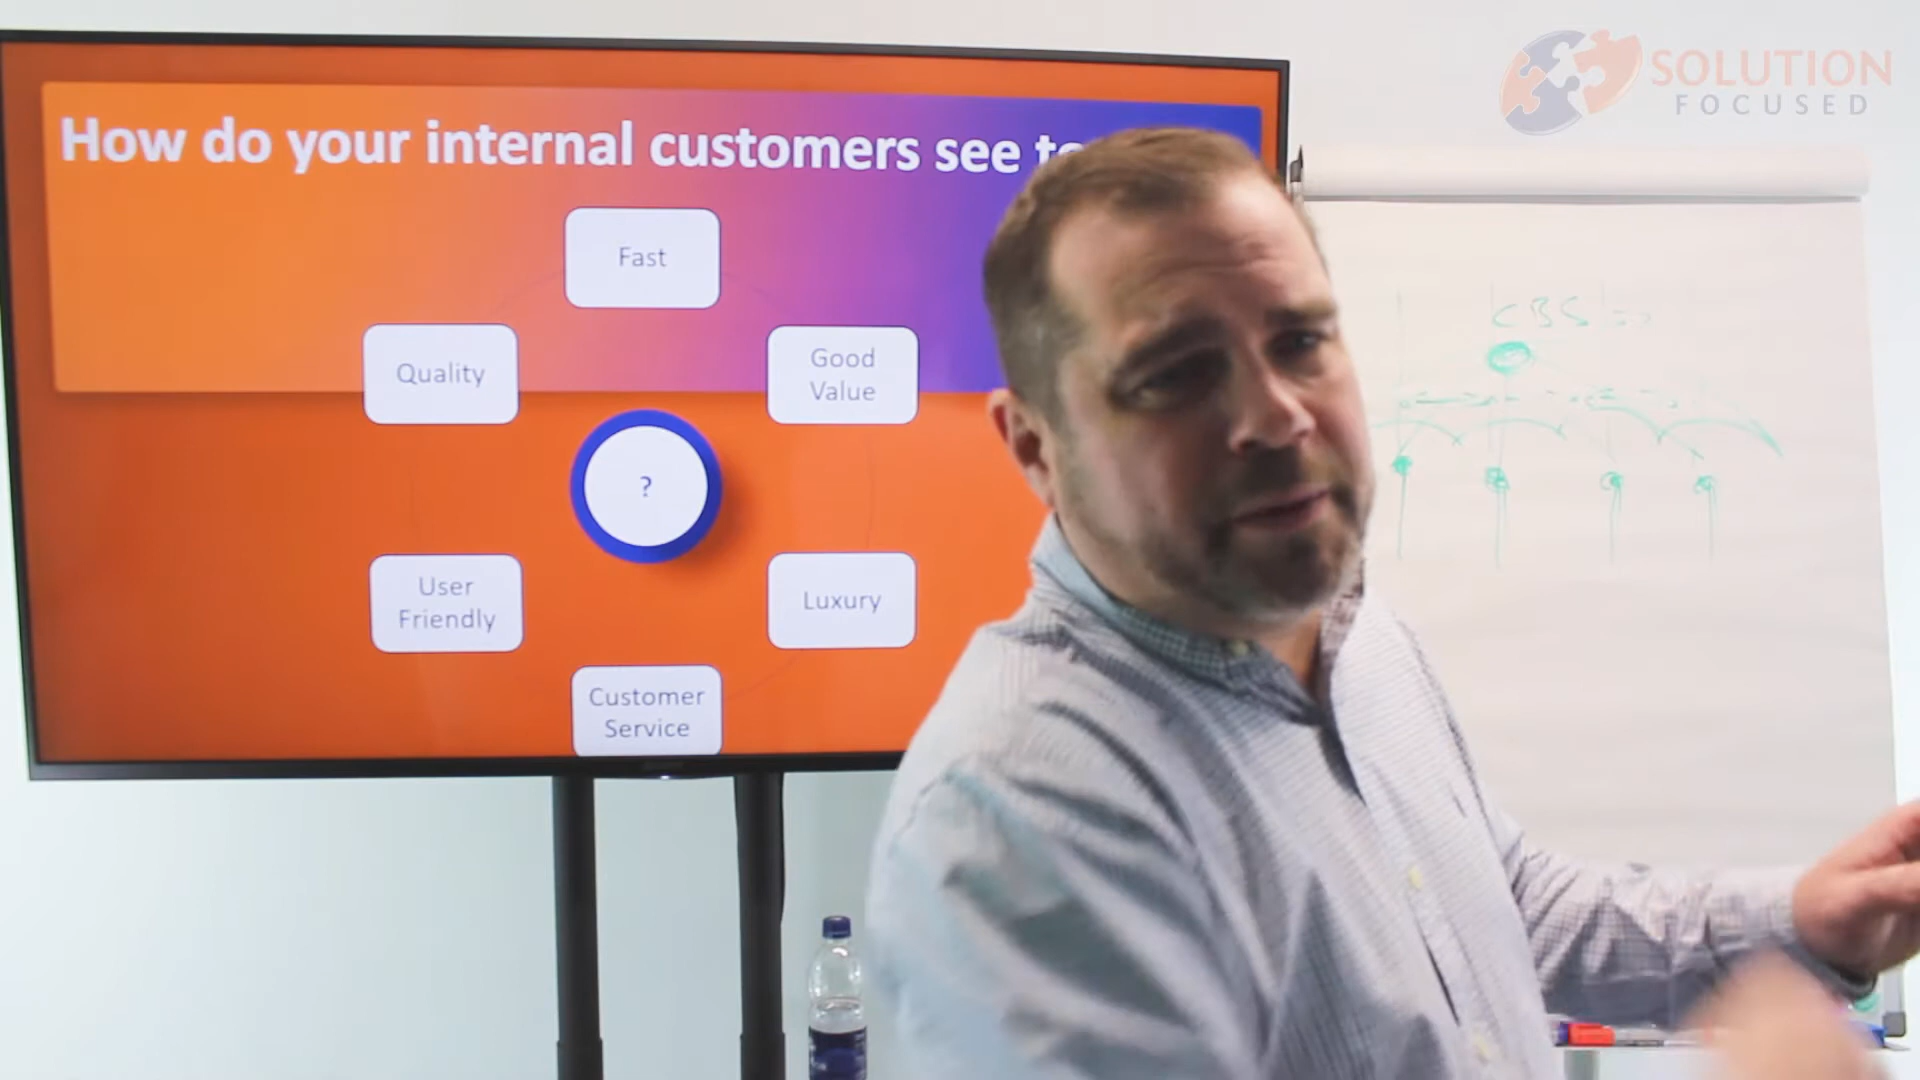 How do your internal customers see
Fast
Quality
Good
Value
?
User
Friendly
Luxury
Customer
Service
SOLUTION
FOCUSED